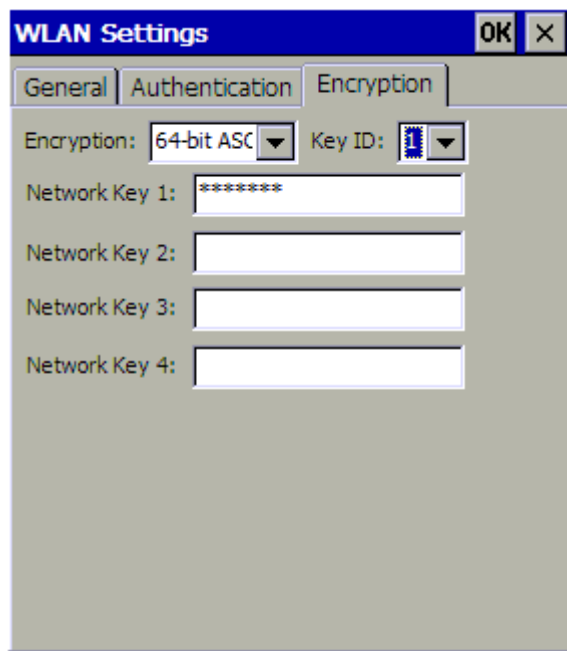 WLAN Settings OK ×
General Authentication Encryption
Encryption: 64-bit ASC Key ID: 1
Network Key 1: *******
Network Key 2:
Network Key 3:
Network Key 4: